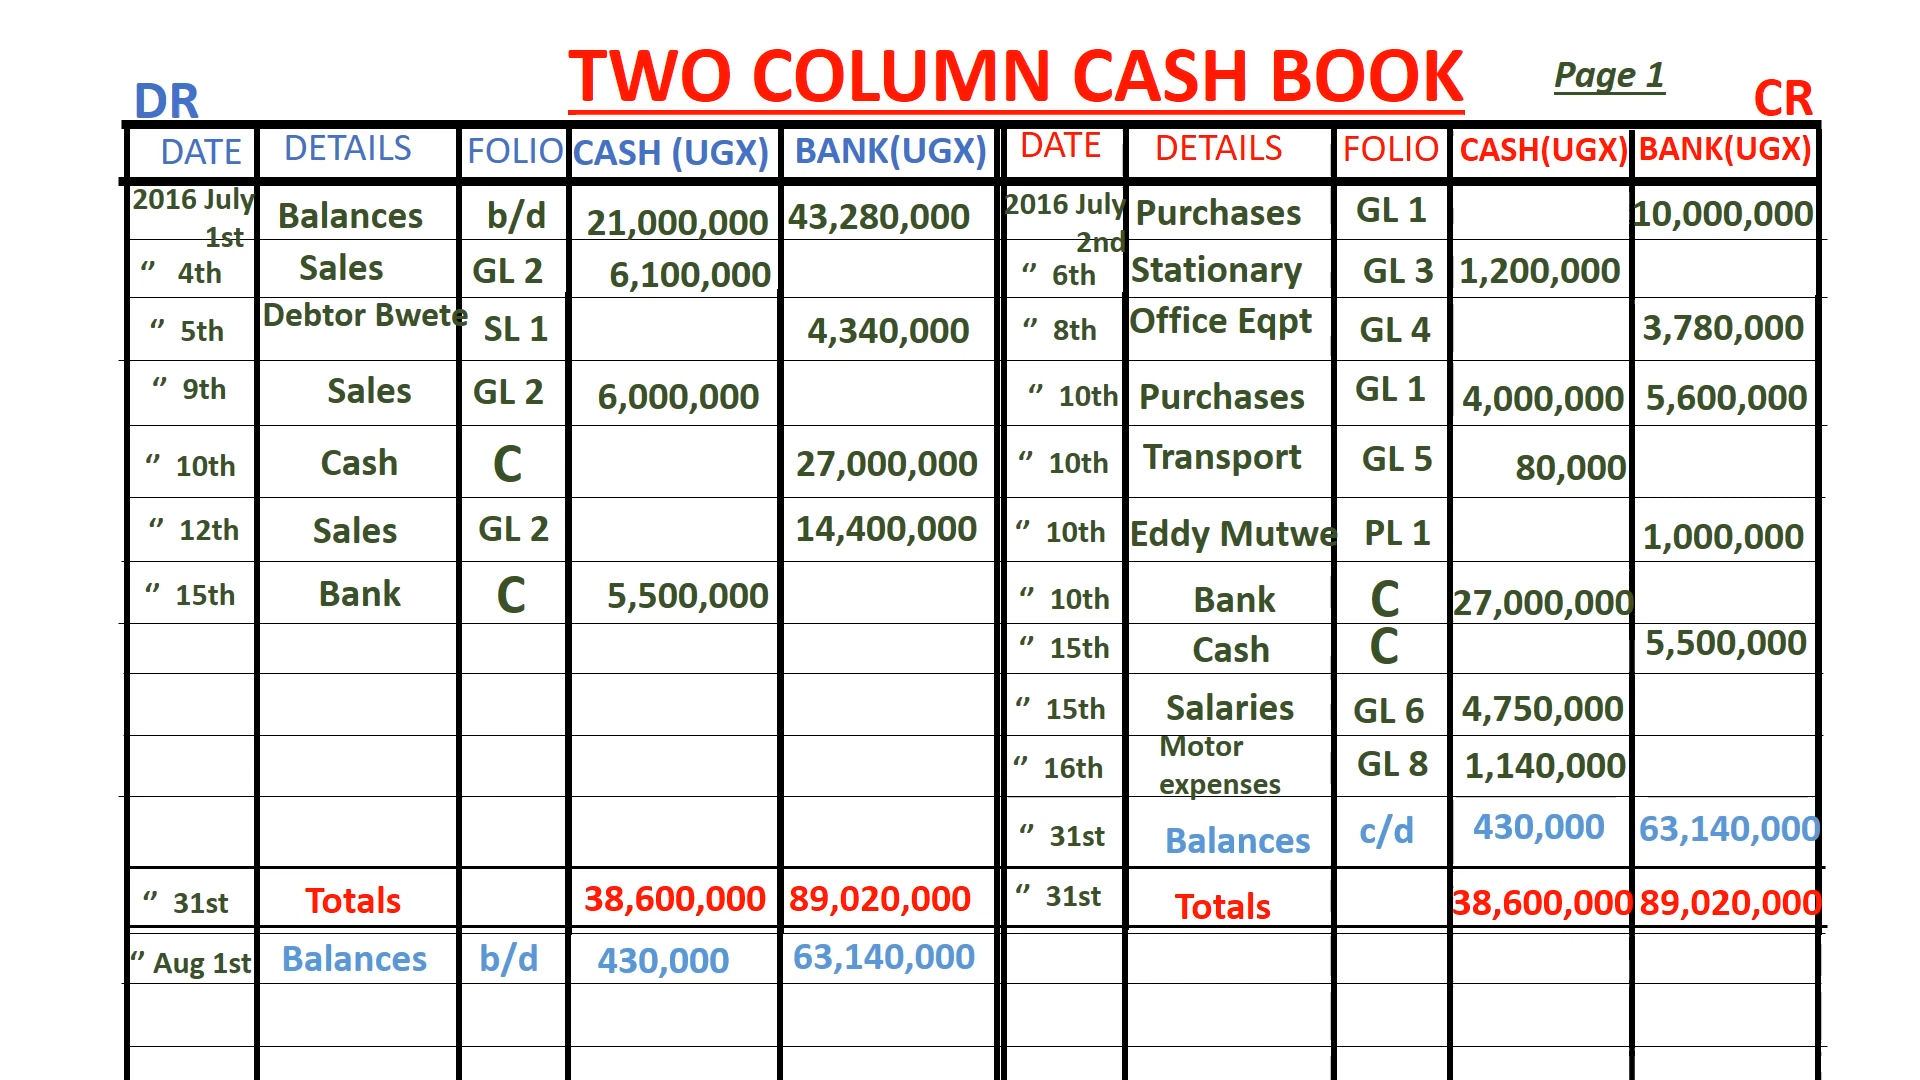 TWO COLUMN CASH BOOK
Page 1
DR
CR
DATE DETAILS FOLIO CASH (UGX) BANK(UGX) DATE DETAILS FOLIO CASH(UGX) BANK(UGX)
2016 July 1st Balances b/d 21,000,000 43,280,000 2016 July 2nd Purchases GL 1 10,000,000
‘’ 4th Sales GL 2 6,100,000 ‘’ 6th Stationary GL 3 1,200,000
‘’ 5th Debtor Bwete SL 1 4,340,000 ‘’ 8th Office Eqpt GL 4 3,780,000
‘’ 9th Sales GL 2 6,000,000 ‘’ 10th Purchases GL 1 4,000,000 5,600,000
‘’ 10th Cash C 27,000,000 ‘’ 10th Transport GL 5 80,000
‘’ 12th Sales GL 2 14,400,000 ‘’ 10th Eddy Mutwe PL 1 1,000,000
‘’ 15th Bank C 5,500,000 ‘’ 10th Bank C 27,000,000
‘’ 15th Cash C 5,500,000
‘’ 15th Salaries GL 6 4,750,000
‘’ 16th Motor expenses GL 8 1,140,000
‘’ 31st Balances c/d 430,000 63,140,000
‘’ 31st Totals 38,600,000 89,020,000 ‘’ 31st Totals 38,600,000 89,020,000
‘’ Aug 1st Balances b/d 430,000 63,140,000